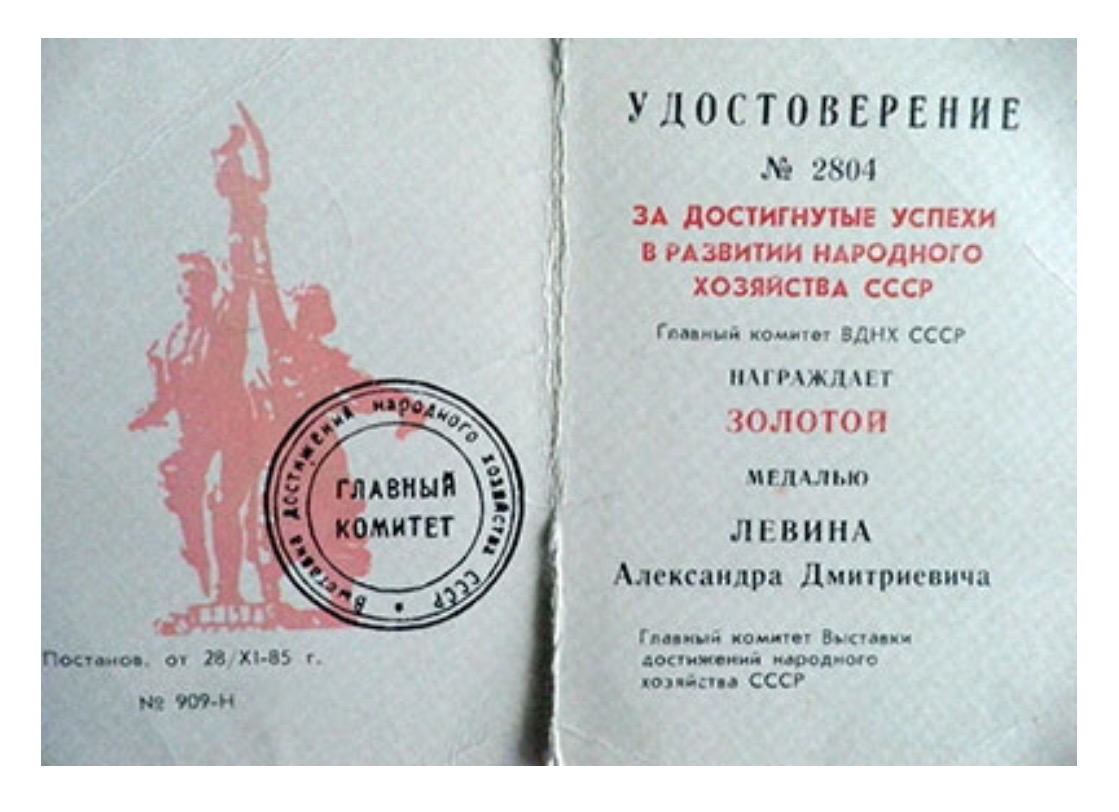 Выставка достижений народного хозяйства СССР •
ГЛАВНЫЙ
КОМИТЕТ
Постанов. от 28/XI-85 г.
№ 909-Н
УДОСТОВЕРЕНИЕ
№ 2804
ЗА ДОСТИГНУТЫЕ УСПЕХИ
В РАЗВИТИИ НАРОДНОГО
ХОЗЯЙСТВА СССР
Главный комитет ВДНХ СССР
НАГРАЖДАЕТ
ЗОЛОТОЙ
МЕДАЛЬЮ
ЛЕВИНА
Александра Дмитриевича
Главный комитет Выставки
достижений народного
хозяйства СССР